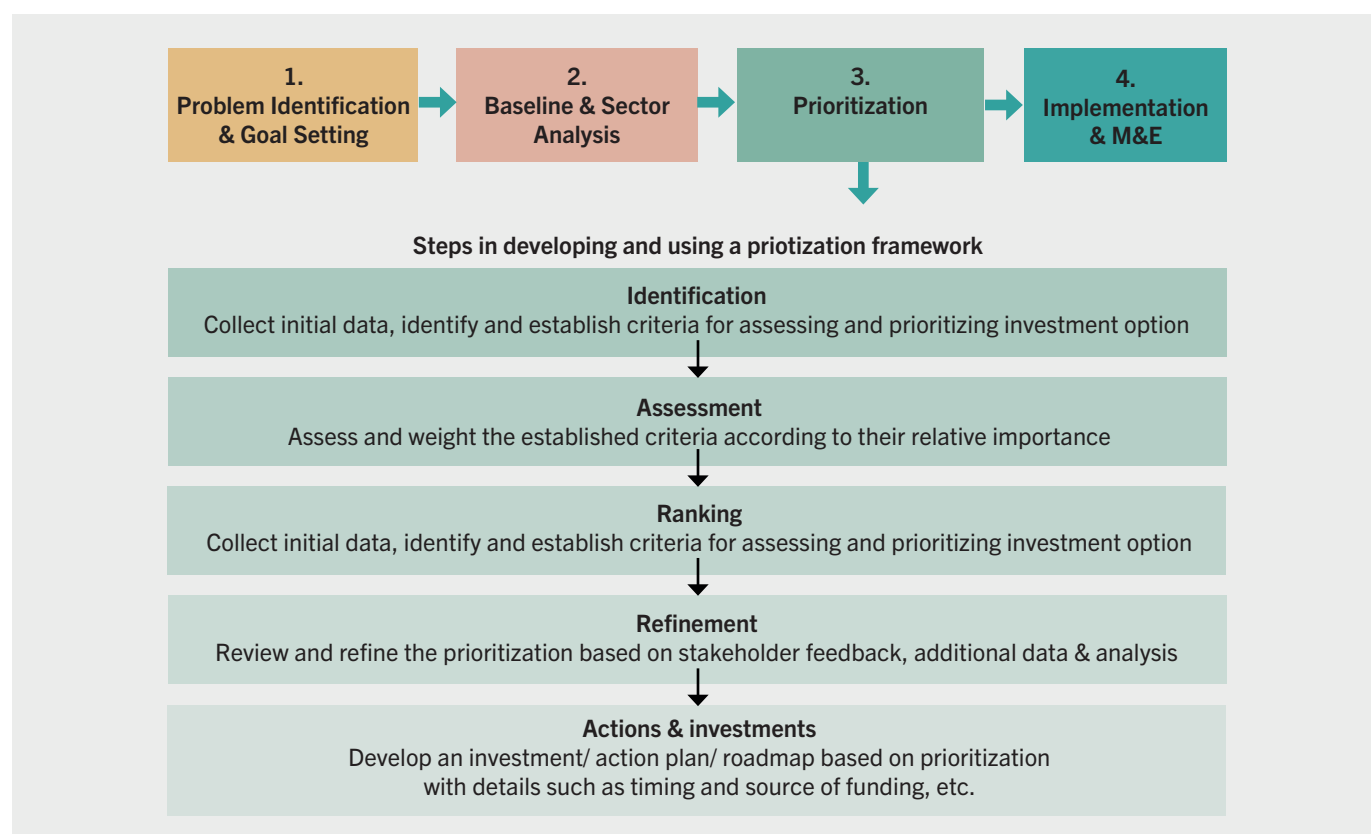 1.
Problem Identification
& Goal Setting
2.
Baseline & Sector
Analysis
3.
Prioritization
4.
Implementation
& M&E
Steps in developing and using a priotization framework
Identification
Collect initial data, identify and establish criteria for assessing and prioritizing investment option
Assessment
Assess and weight the established criteria according to their relative importance
Ranking
Collect initial data, identify and establish criteria for assessing and prioritizing investment option
Refinement
Review and refine the prioritization based on stakeholder feedback, additional data & analysis
Actions & investments
Develop an investment/ action plan/ roadmap based on prioritization
with details such as timing and source of funding, etc.